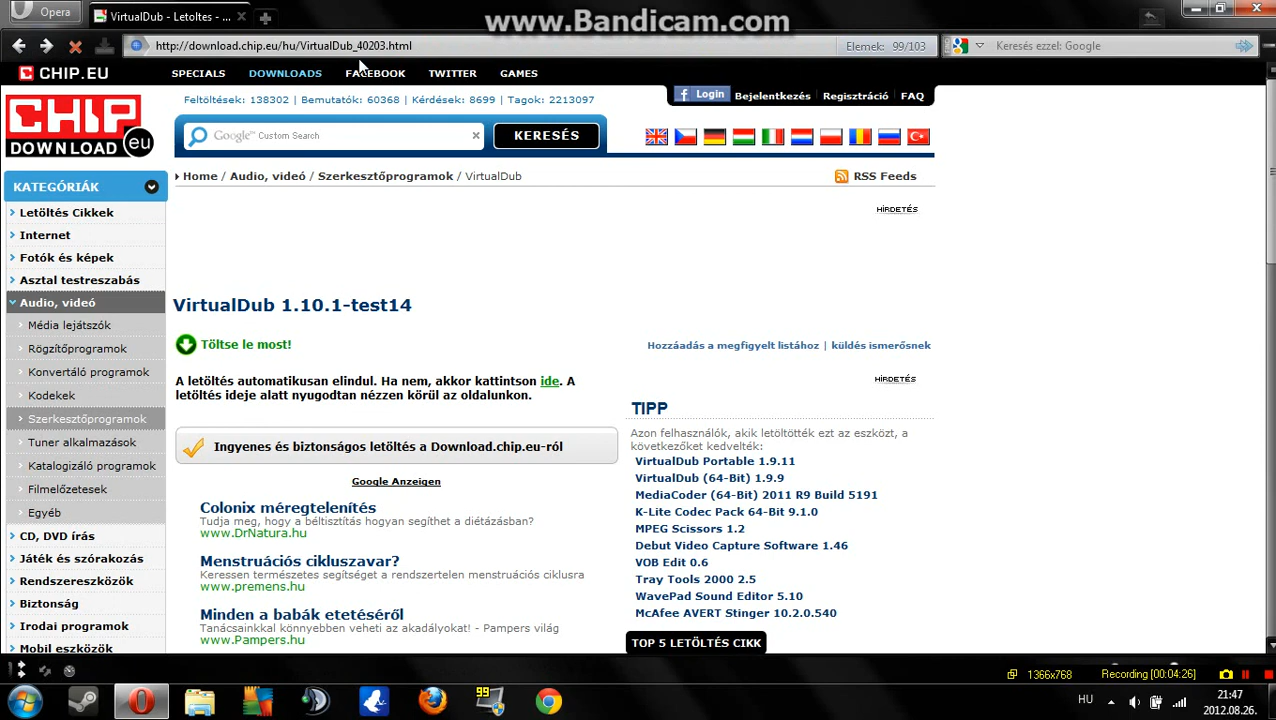 www.Bandicam.com
Opera
VirtualDub - Letoltes - ...
http://download.chip.eu/hu/VirtualDub_40203.html
Elemek: 99/103
Keresés ezzel: Google
CHIP.EU
SPECIALS DOWNLOADS FACEBOOK TWITTER GAMES
Feltöltések: 138302 | Bemutatók: 60368 | Kérdések: 8699 | Tagok: 2213097
f Login Bejelentkezés Regisztráció FAQ
CHIP
DOWNLOAD eu
Google™ Custom Search
KERESÉS
KATEGÓRIÁK
Home / Audio, videó / Szerkesztőprogramok / VirtualDub
RSS Feeds
HIRDETÉS
Letöltés Cikkek
Internet
Fotók és képek
Asztal testreszabás
Audio, videó
Média lejátszók
Rögzítőprogramok
Konvertáló programok
Kodekek
Szerkesztőprogramok
Tuner alkalmazások
Katalogizáló programok
Filmelőzetesek
Egyéb
CD, DVD írás
Játék és szórakozás
Rendszereszközök
Biztonság
Irodai programok
Mobil eszközök
VirtualDub 1.10.1-test14
Töltse le most!
Hozzáadás a megfigyelt listához | küldés ismerősnek
A letöltés automatikusan elindul. Ha nem, akkor kattintson ide. A
letöltés ideje alatt nyugodtan nézzen körül az oldalunkon.
Ingyenes és biztonságos letöltés a Download.chip.eu-ról
Google Anzeigen
Colonix méregtelenítés
Tudja meg, hogy a béltisztítás hogyan segíthet a diétázásban?
www.DrNatura.hu
Menstruációs cikluszavar?
Keressen természetes segítséget a rendszertelen menstruációs ciklusra
www.premens.hu
Minden a babák etetéséről
Tanácsainkkal könnyebben veheti az akadályokat! - Pampers világ
www.Pampers.hu
HIRDETÉS
TIPP
Azon felhasználók, akik letöltötték ezt az eszközt, a
következőket kedvelték:
VirtualDub Portable 1.9.11
VirtualDub (64-Bit) 1.9.9
MediaCoder (64-Bit) 2011 R9 Build 5191
K-Lite Codec Pack 64-Bit 9.1.0
MPEG Scissors 1.2
Debut Video Capture Software 1.46
VOB Edit 0.6
Tray Tools 2000 2.5
WavePad Sound Editor 5.10
McAfee AVERT Stinger 10.2.0.540
TOP 5 LETÖLTÉS CIKK
1366x768 Recording [00:04:26]
99
HU
21:47
2012.08.26.